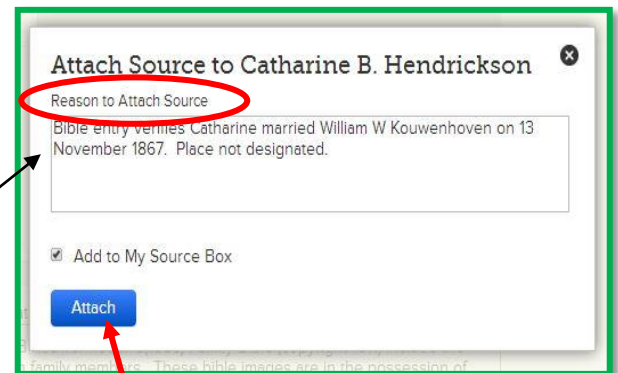 Attach Source to Catharine B. Hendrickson
Reason to Attach Source
Bible entry verifies Catharine married William W Kouwenhoven on 13
November 1867. Place not designated.
Add to My Source Box
Attach
family members. These bible images are in the possession of